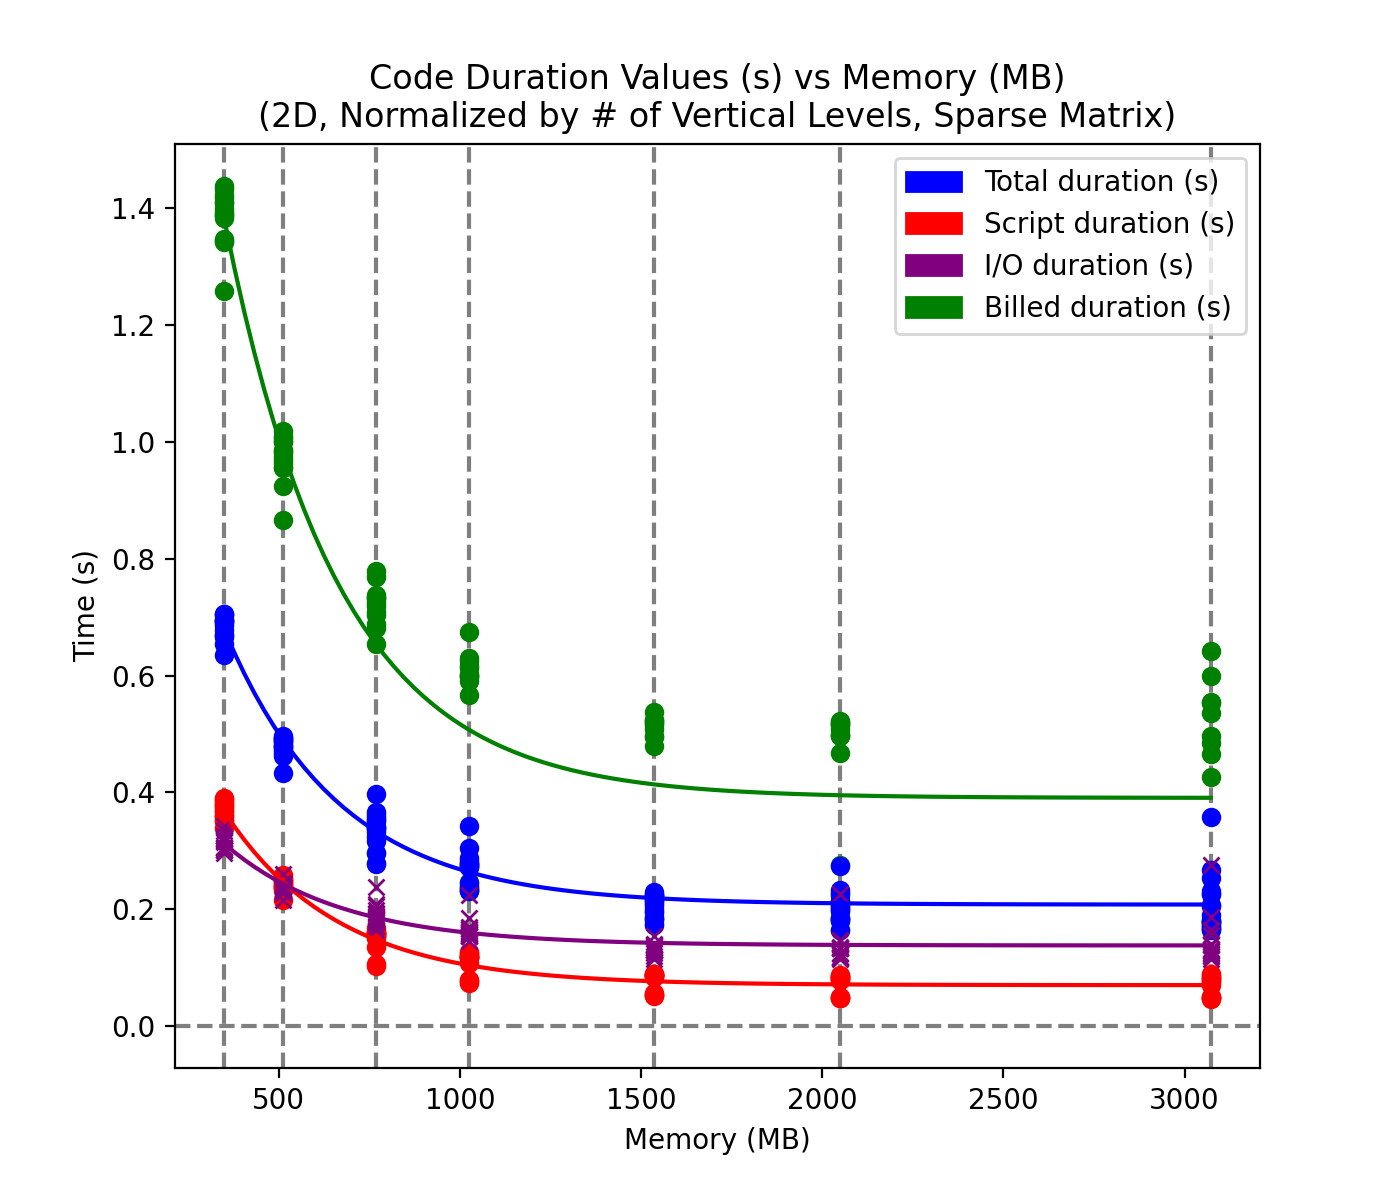 Code Duration Values (s) vs Memory (MB)
(2D, Normalized by # of Vertical Levels, Sparse Matrix)
Total duration (s)
Script duration (s)
I/O duration (s)
Billed duration (s)
1.4
1.2
1.0
0.8
0.6
0.4
0.2
0.0
Time (s)
500
1000
1500
2000
2500
3000
Memory (MB)